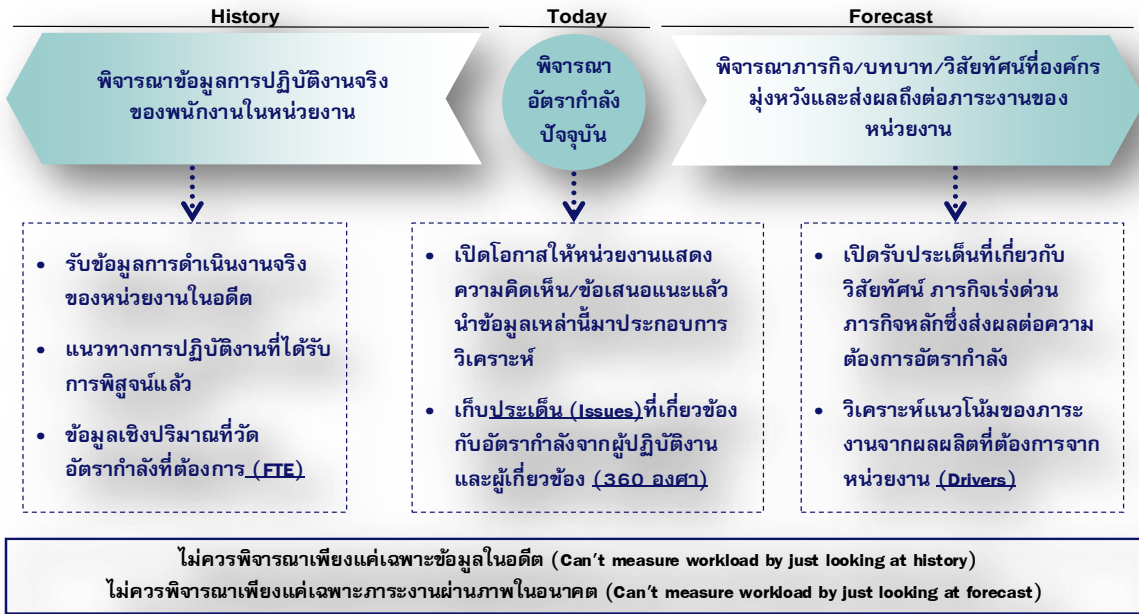 History
Today
Forecast
พิจารณาข้อมูลการปฏิบัติงานจริง
ของพนักงานในหน่วยงาน
พิจารณา
อัตรากำลัง
ปัจจุบัน
พิจารณาภารกิจ/บทบาท/วิสัยทัศน์ที่องค์กร
มุ่งหวังและส่งผลถึงต่อภาระงานของ
หน่วยงาน
• รับข้อมูลการดำเนินงานจริง
ของหน่วยงานในอดีต
• แนวทางการปฏิบัติงานที่ได้รับ
การพิสูจน์แล้ว
• ข้อมูลเชิงปริมาณที่วัด
อัตรากำลังที่ต้องการ (FTE)
• เปิดโอกาสให้หน่วยงานแสดง
ความคิดเห็น/ข้อเสนอแนะแล้ว
นำข้อมูลเหล่านี้มาประกอบการ
วิเคราะห์
• เก็บประเด็น (Issues)ที่เกี่ยวข้อง
กับอัตรากำลังจากผู้ปฏิบัติงาน
และผู้เกี่ยวข้อง (360 องศา)
• เปิดรับประเด็นที่เกี่ยวกับ
วิสัยทัศน์ ภารกิจเร่งด่วน
ภารกิจหลักซึ่งส่งผลต่อความ
ต้องการอัตรากำลัง
• วิเคราะห์แนวโน้มของภาระ
งานจากผลผลิตที่ต้องการจาก
หน่วยงาน (Drivers)
ไม่ควรพิจารณาเพียงแค่เฉพาะข้อมูลในอดีต (Can't measure workload by just looking at history)
ไม่ควรพิจารณาเพียงแค่เฉพาะภาระงานผ่านภาพในอนาคต (Can't measure workload by just looking at forecast)